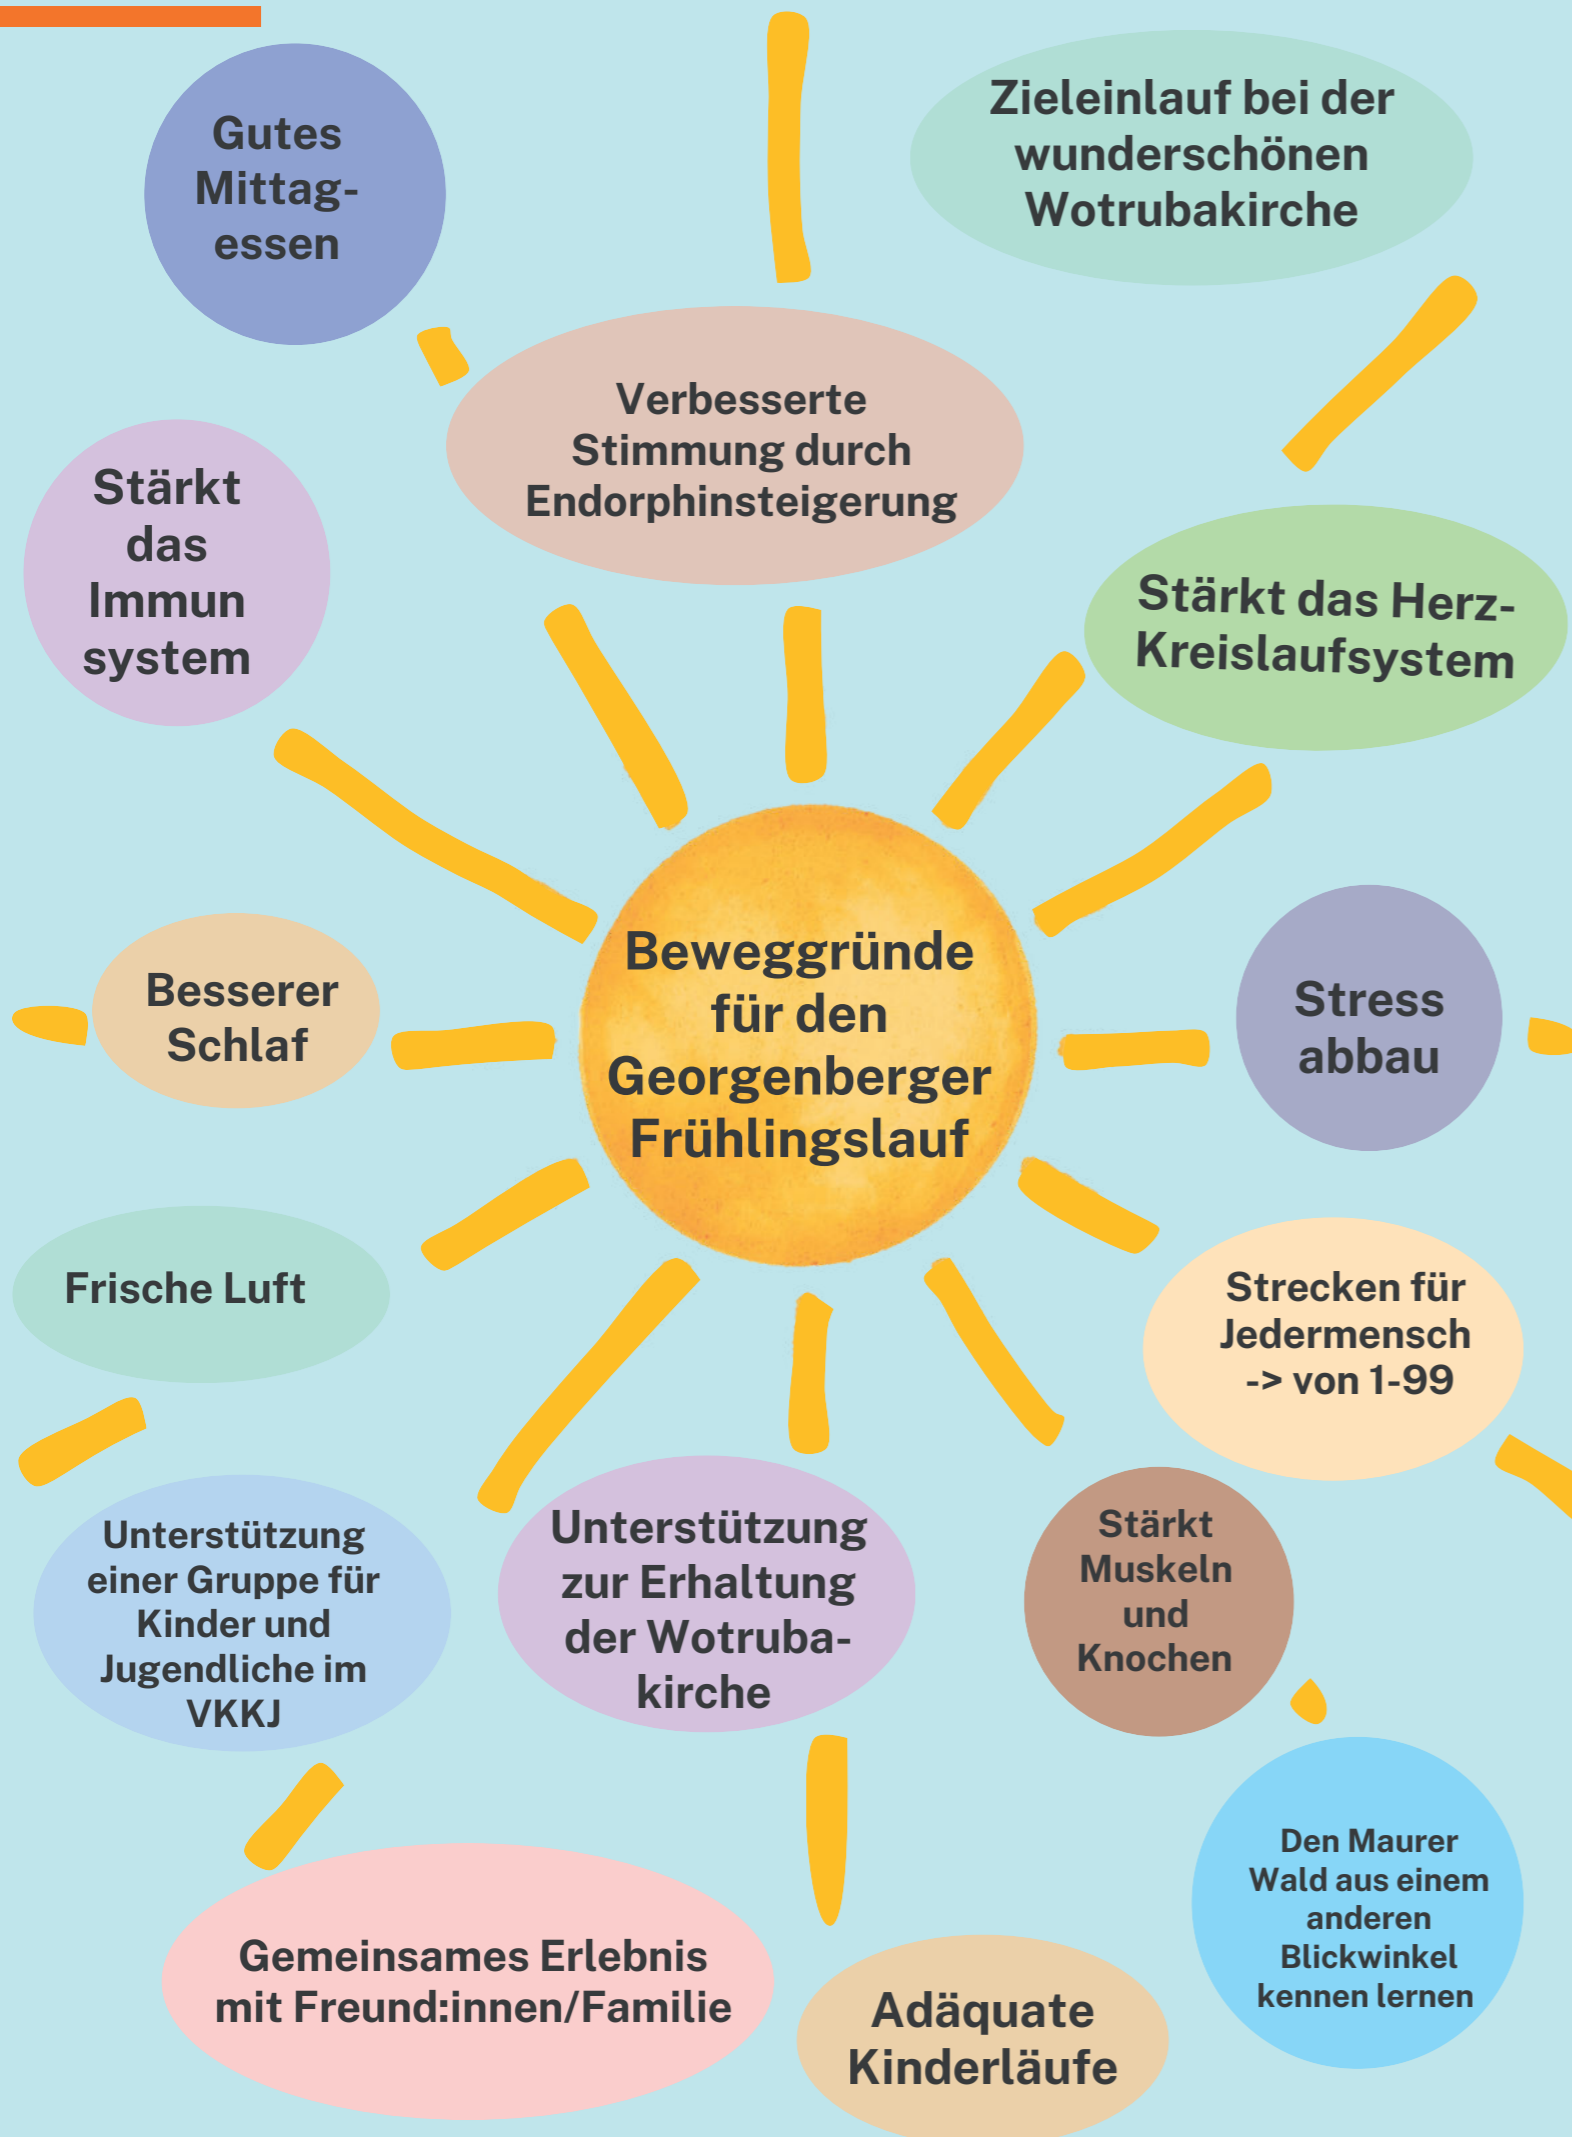 Gutes
Mittag-
essen
Zieleinlauf bei der
wunderschönen
Wotrubakirche
Verbesserte
Stimmung durch
Endorphinsteigerung
Stärkt
das
Immun
system
Stärkt das Herz-
Kreislaufsystem
Beweggründe
für den
Georgenberger
Frühlingslauf
Besserer
Schlaf
Stress
abbau
Frische Luft
Strecken für
Jedermensch
-> von 1-99
Unterstützung
einer Gruppe für
Kinder und
Jugendliche im
VKKJ
Unterstützung
zur Erhaltung
der Wotruba-
kirche
Stärkt
Muskeln
und
Knochen
Den Maurer
Wald aus einem
anderen
Blickwinkel
kennen lernen
Gemeinsames Erlebnis
mit Freund:innen/Familie
Adäquate
Kinderläufe